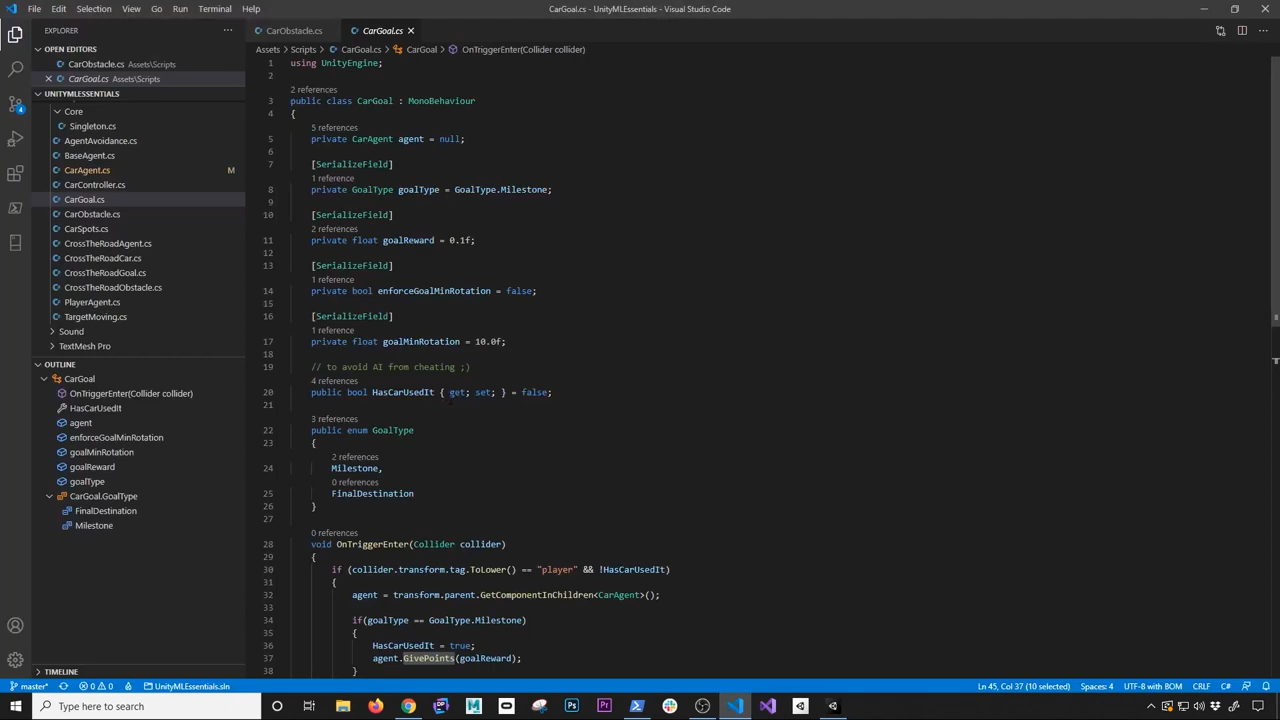 File Edit Selection View Go Run Terminal Help
CarGoal.cs - UnityMLEssentials - Visual Studio Code
EXPLORER
OPEN EDITORS
CarObstacle.cs Assets\Scripts
CarGoal.cs Assets\Scripts
UNITYMLESSENTIALS
Core
Singleton.cs
AgentAvoidance.cs
BaseAgent.cs
CarAgent.cs M
CarController.cs
CarGoal.cs
CarObstacle.cs
CarSpots.cs
CrossTheRoadAgent.cs
CrossTheRoadCar.cs
CrossTheRoadGoal.cs
CrossTheRoadObstacle.cs
PlayerAgent.cs
TargetMoving.cs
Sound
TextMesh Pro
OUTLINE
CarGoal
OnTriggerEnter(Collider collider)
HasCarUsedIt
agent
enforceGoalMinRotation
goalMinRotation
goalReward
goalType
CarGoal.GoalType
FinalDestination
Milestone
TIMELINE
4
CarObstacle.cs CarGoal.cs
Assets > Scripts > CarGoal.cs > CarGoal > OnTriggerEnter(Collider collider)
1 using UnityEngine;
2
2 references
3 public class CarGoal : MonoBehaviour
4 {
5 references
5 private CarAgent agent = null;
6
7 [SerializeField]
1 reference
8 private GoalType goalType = GoalType.Milestone;
9
10 [SerializeField]
2 references
11 private float goalReward = 0.1f;
12
13 [SerializeField]
1 reference
14 private bool enforceGoalMinRotation = false;
15
16 [SerializeField]
1 reference
17 private float goalMinRotation = 10.0f;
18
19 // to avoid AI from cheating ;)
4 references
20 public bool HasCarUsedIt { get; set; } = false;
21
3 references
22 public enum GoalType
23 {
2 references
24 Milestone,
0 references
25 FinalDestination
26 }
27
0 references
28 void OnTriggerEnter(Collider collider)
29 {
30 if (collider.transform.tag.ToLower() == "player" && !HasCarUsedIt)
31 {
32 agent = transform.parent.GetComponentInChildren<CarAgent>();
33
34 if(goalType == GoalType.Milestone)
35 {
36 HasCarUsedIt = true;
37 agent.GivePoints(goalReward);
38 }
master* 0 0 UnityMLEssentials.sln
Ln 45, Col 37 (10 selected) Spaces: 4 UTF-8 with BOM CRLF C#
Type here to search